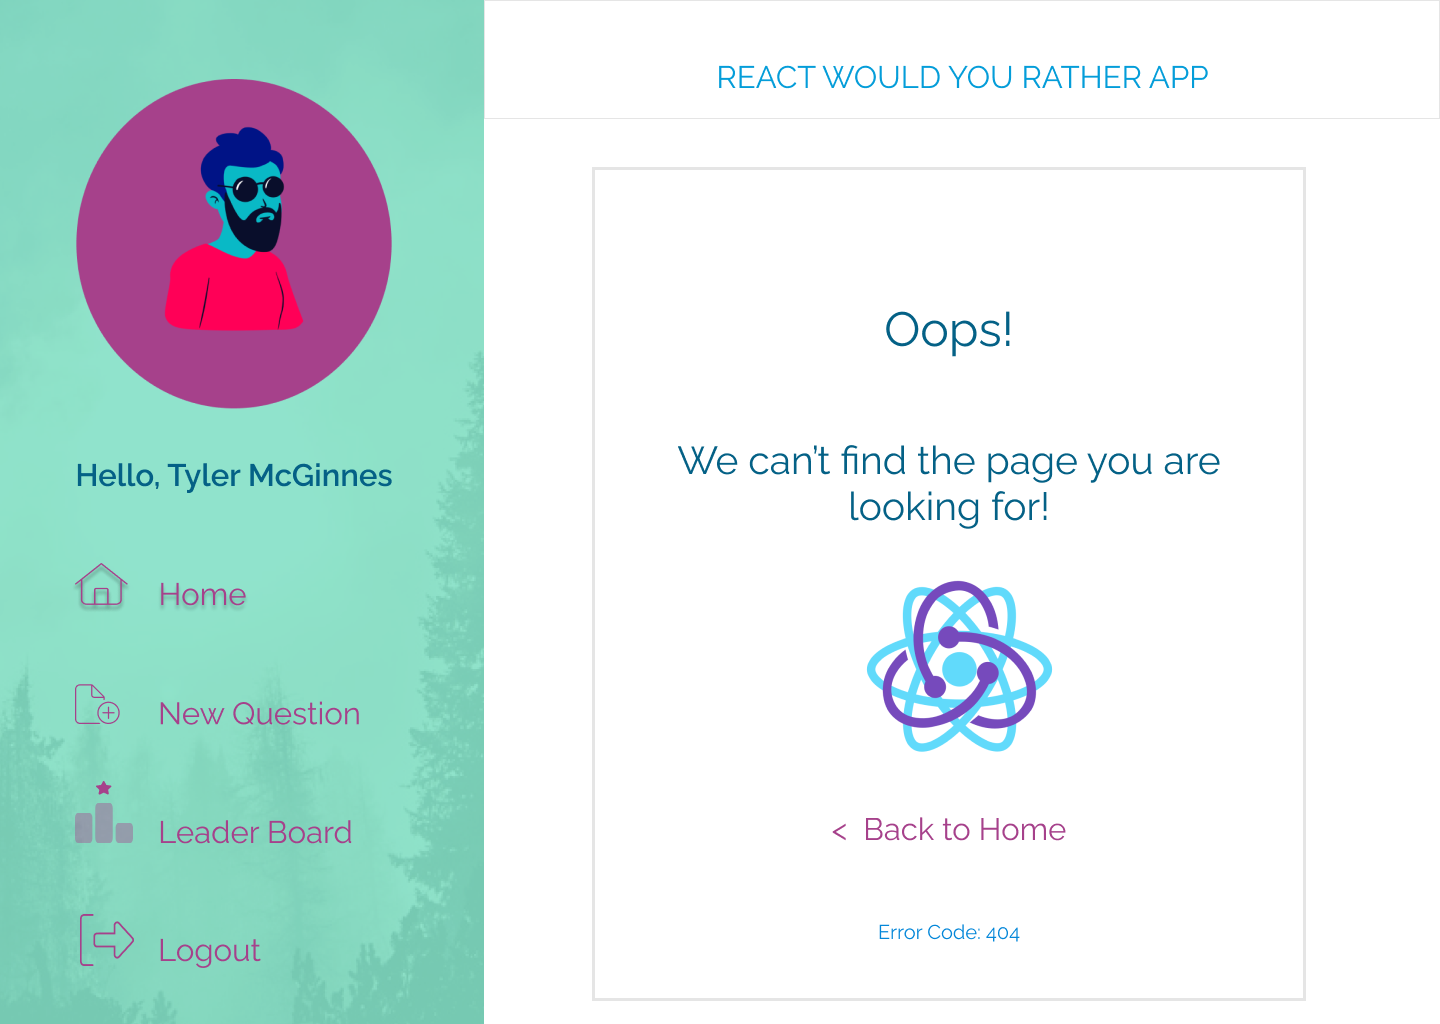 REACT WOULD YOU RATHER APP
Hello, Tyler McGinnes
Home
New Question
Leader Board
Logout
Oops!
We can’t find the page you are
looking for!
< Back to Home
Error Code: 404